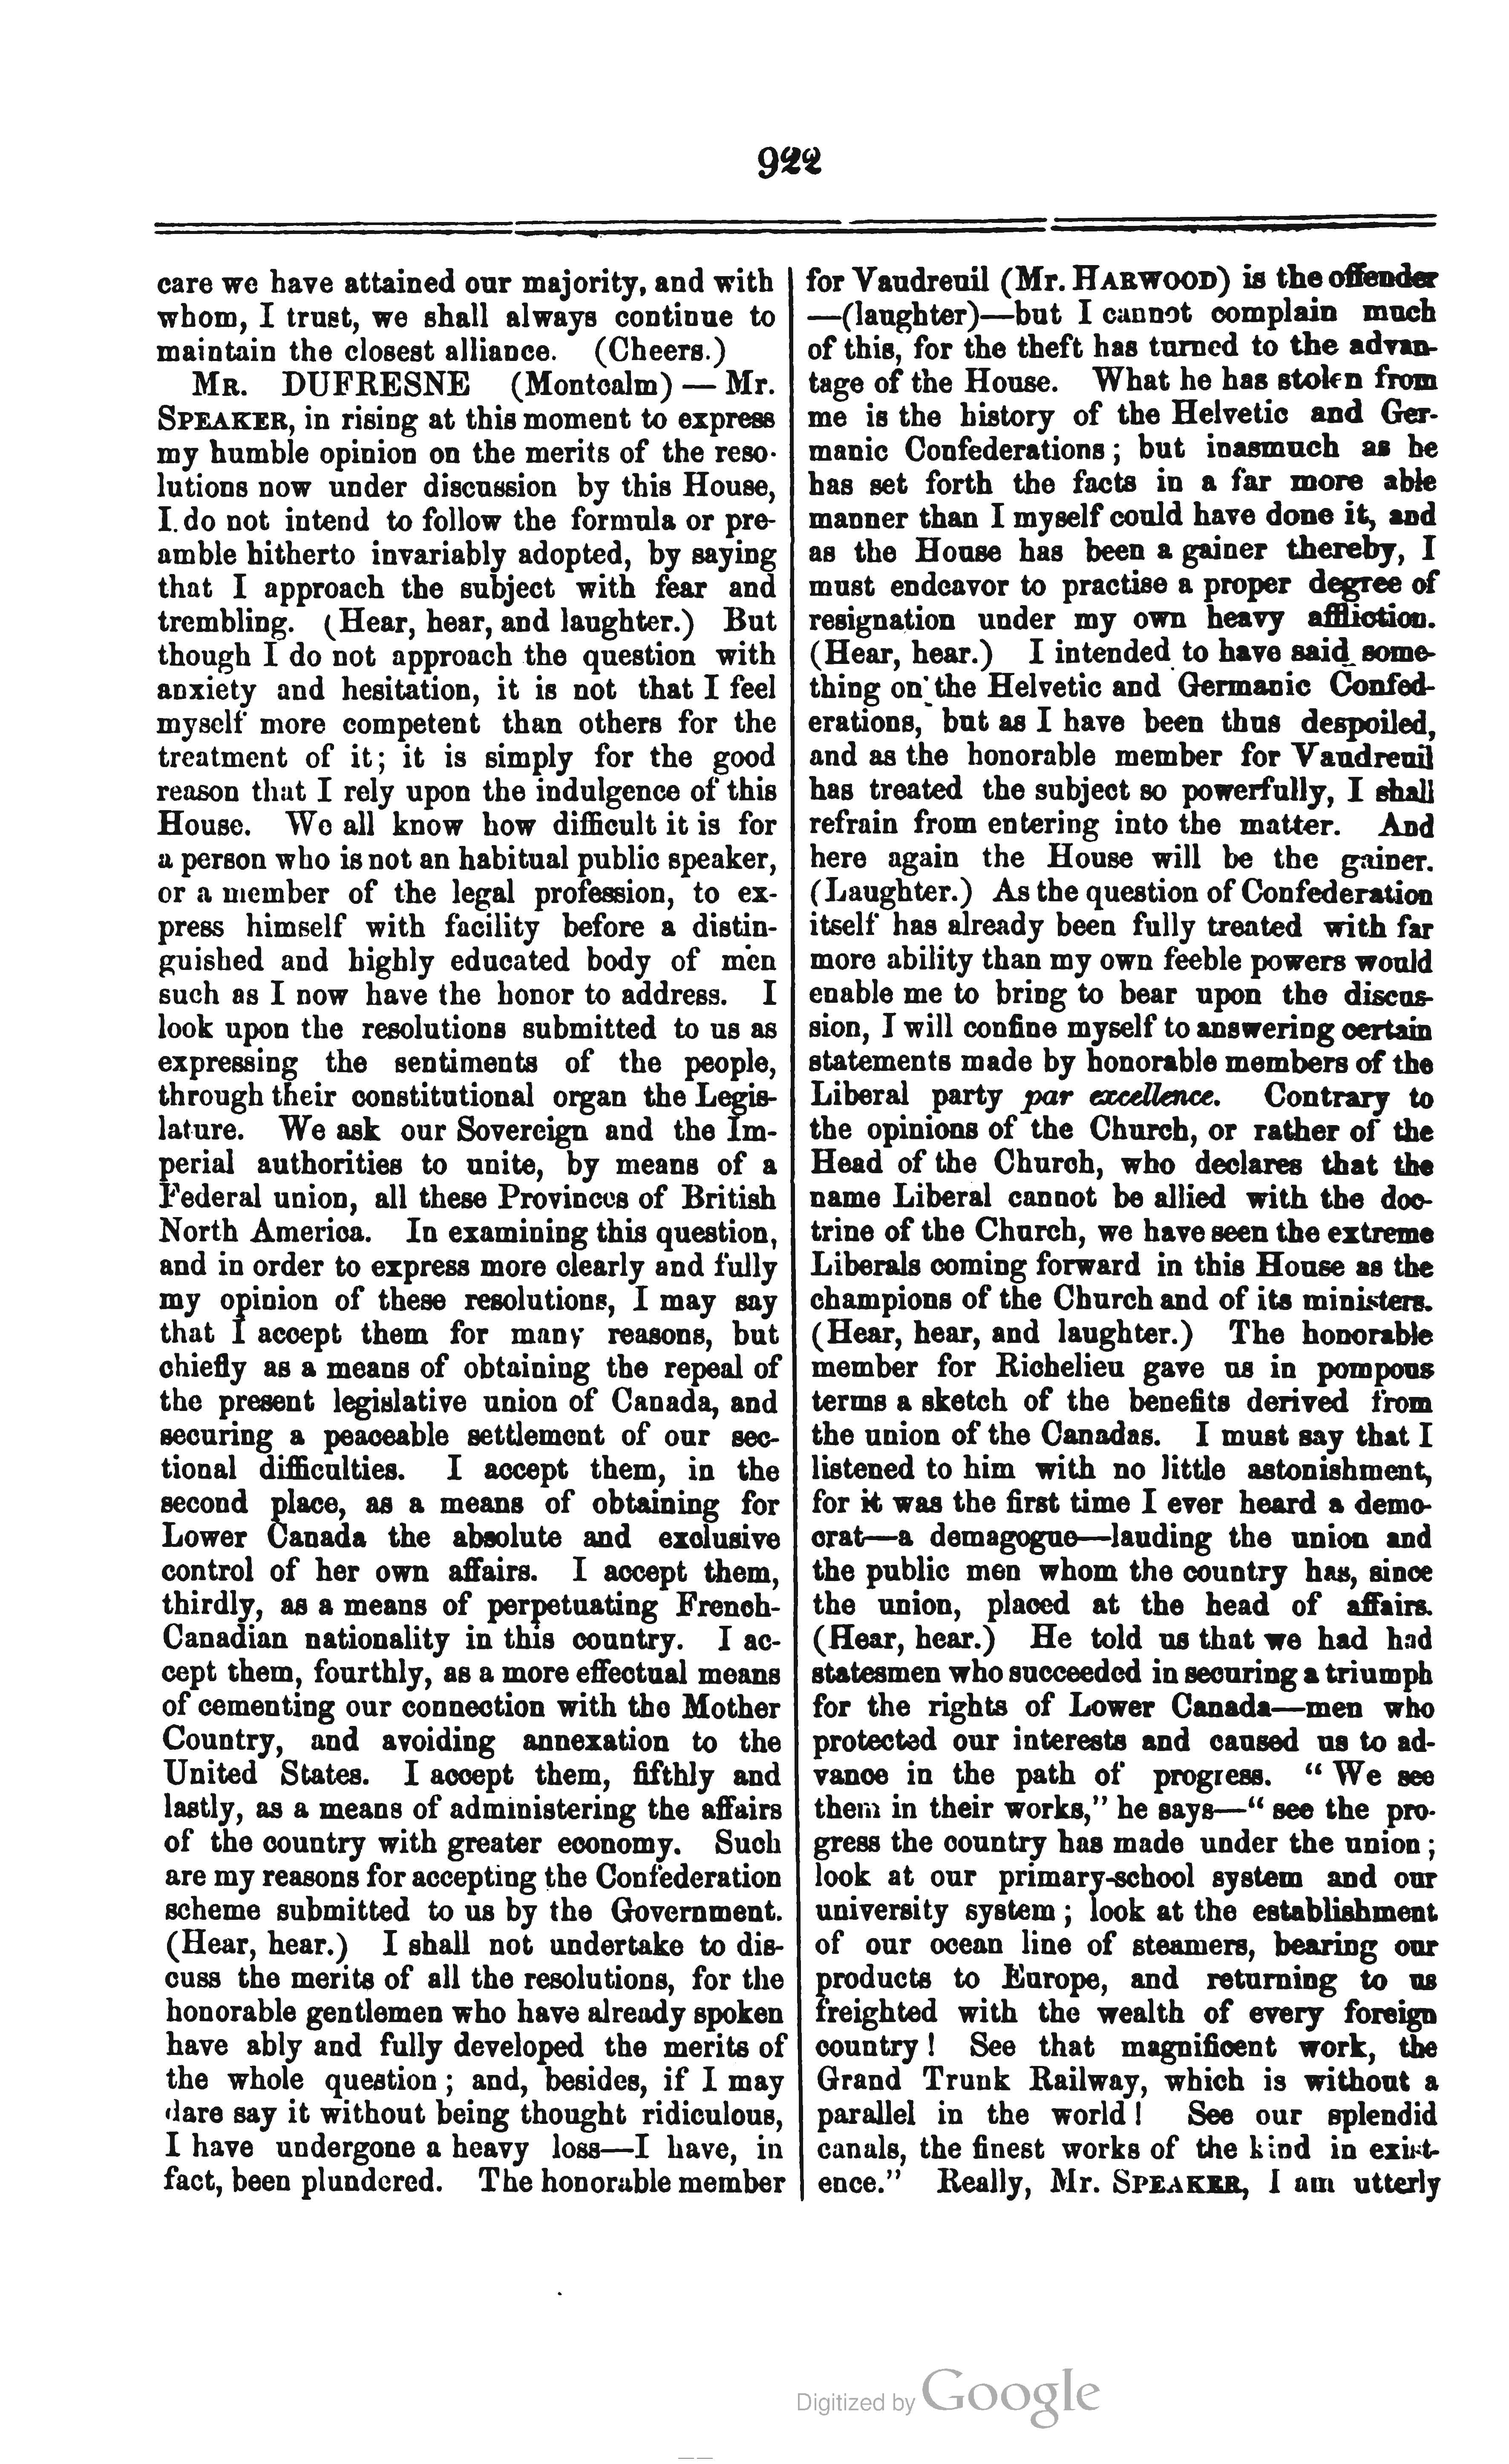 922
care we have attained our majority, and with
whom, I trust, we shall always continue to
maintain the closest alliance. (Cheers.)
MR. DUFRESNE (Montcalm) — Mr.
SPEAKER, in rising at this moment to express
my humble opinion on the merits of the reso-
lutions now under discussion by this House,
I do not intend to follow the formula or pre-
amble hitherto invariably adopted, by saying
that I approach the subject with fear and
trembling. (Hear, hear, and laughter.) But
though I do not approach the question with
anxiety and hesitation, it is not that I feel
myself more competent than others for the
treatment of it; it is simply for the good
reason that I rely upon the indulgence of this
House. We all know how difficult it is for
a person who is not an habitual public speaker,
or a member of the legal profession, to ex-
press himself with facility before a distin-
guished and highly educated body of men
such as I now have the honor to address. I
look upon the resolutions submitted to us as
expressing the sentiments of the people,
through their constitutional organ the Legis-
lature. We ask our Sovereign and the Im-
perial authorities to unite, by means of a
Federal union, all these Provinces of British
North America. In examining this question,
and in order to express more clearly and fully
my opinion of these resolutions, I may say
that I accept them for many reasons, but
chiefly as a means of obtaining the repeal of
the present legislative union of Canada, and
securing a peaceable settlement of our sec-
tional difficulties. I accept them, in the
second place, as a means of obtaining for
Lower Canada the absolute and exclusive
control of her own affairs. I accept them,
thirdly, as a means of perpetuating French-
Canadian nationality in this country. I ac-
cept them, fourthly, as a more effectual means
of cementing our connection with the Mother
Country, and avoiding annexation to the
United States. I accept them, fifthly and
lastly, as a means of administering the affairs
of the country with greater economy. Such
are my reasons for accepting the Confederation
scheme submitted to us by the Government.
(Hear, hear.) I shall not undertake to dis-
cuss the merits of all the resolutions, for the
honorable gentlemen who have already spoken
have ably and fully developed the merits of
the whole question; and, besides, if I may
dare say it without being thought ridiculous,
I have undergone a heavy loss—I have, in
fact, been plundered. The honorable member
for Vaudreuil (Mr. HARWOOD) is the offender
—(laughter)—but I cannot complain much
of this, for the theft has turned to the advan-
tage of the House. What he has stolen from
me is the history of the Helvetic and Ger-
manic Confederations; but inasmuch as he
has set forth the facts in a far more able
manner than I myself could have done it, and
as the House has been a gainer thereby, I
must endeavor to practise a proper degree of
resignation under my own heavy affliction.
(Hear, hear.) I intended to have said some-
thing on the Helvetic and Germanic Confed-
erations, but as I have been thus despoiled,
and as the honorable member for Vaudreuil
has treated the subject so powerfully, I shall
refrain from entering into the matter. And
here again the House will be the gainer.
(Laughter.) As the question of Confederation
itself has already been fully treated with far
more ability than my own feeble powers would
enable me to bring to bear upon the discus-
sion, I will confine myself to answering certain
statements made by honorable members of the
Liberal party par excellence. Contrary to
the opinions of the Church, or rather of the
Head of the Church, who declares that the
name Liberal cannot be allied with the doc-
trine of the Church, we have seen the extreme
Liberals coming forward in this House as the
champions of the Church and of its ministers.
(Hear, hear, and laughter.) The honorable
member for Richelieu gave us in pompous
terms a sketch of the benefits derived from
the union of the Canadas. I must say that I
listened to him with no little astonishment,
for it was the first time I ever heard a demo-
crat—a demagogue—lauding the union and
the public men whom the country has, since
the union, placed at the head of affairs.
(Hear, hear.) He told us that we had had
statesmen who succeeded in securing a triumph
for the rights of Lower Canada—men who
protected our interests and caused us to ad-
vance in the path of progress. "We see
them in their works," he says—"see the pro-
gress the country has made under the union;
look at our primary-school system and our
university system; look at the establishment
of our ocean line of steamers, bearing our
products to Europe, and returning to us
freighted with the wealth of every foreign
country! See that magnificent work, the
Grand Trunk Railway, which is without a
parallel in the world! See our splendid
canals, the finest works of the kind in exist-
ence." Really, Mr. SPEAKER, I am utterly
Digitized by Google